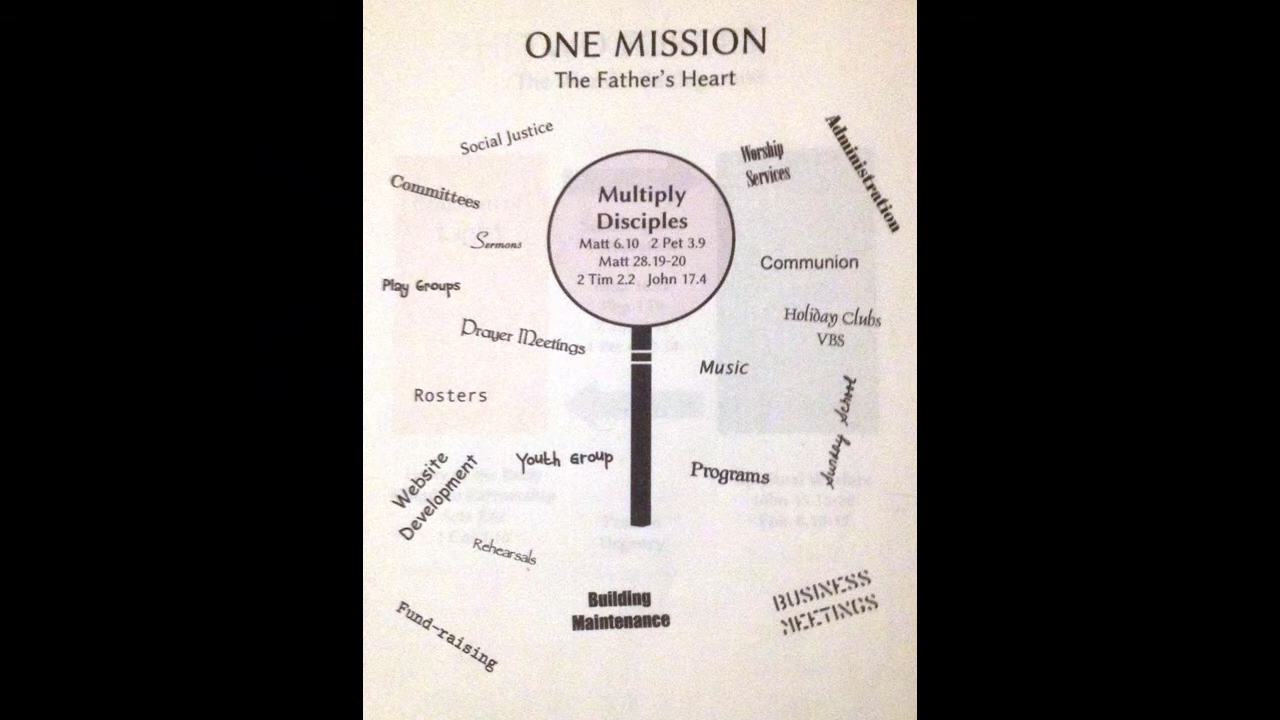 ONE MISSION
The Father's Heart
Social Justice
Administration
Worship
Services
Committees
Multiply
Disciples
Matt 6.10 2 Pet 3.9
Matt 28.19-20
2 Tim 2.2 John 17.4
Sermons
Communion
Play Groups
Holiday Clubs
VBS
Prayer Meetings
Music
Rosters
Sunday School
Website
Development
Youth Group
Programs
Rehearsals
Building
Maintenance
BUSINESS
MEETINGS
Fund-raising